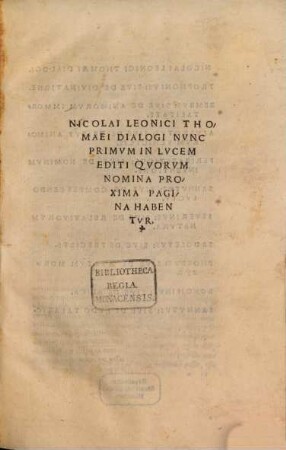 NICOLAI LEONICI THO/
MAEI DIALOGI NVNC
PRIMVM IN LVCEM
EDITI QVORVM
NOMINA PRO/
XIMA PAGI/
NA HABEN
TVR.
BIBLIOTHECA
REGIA
MONACENSIS.